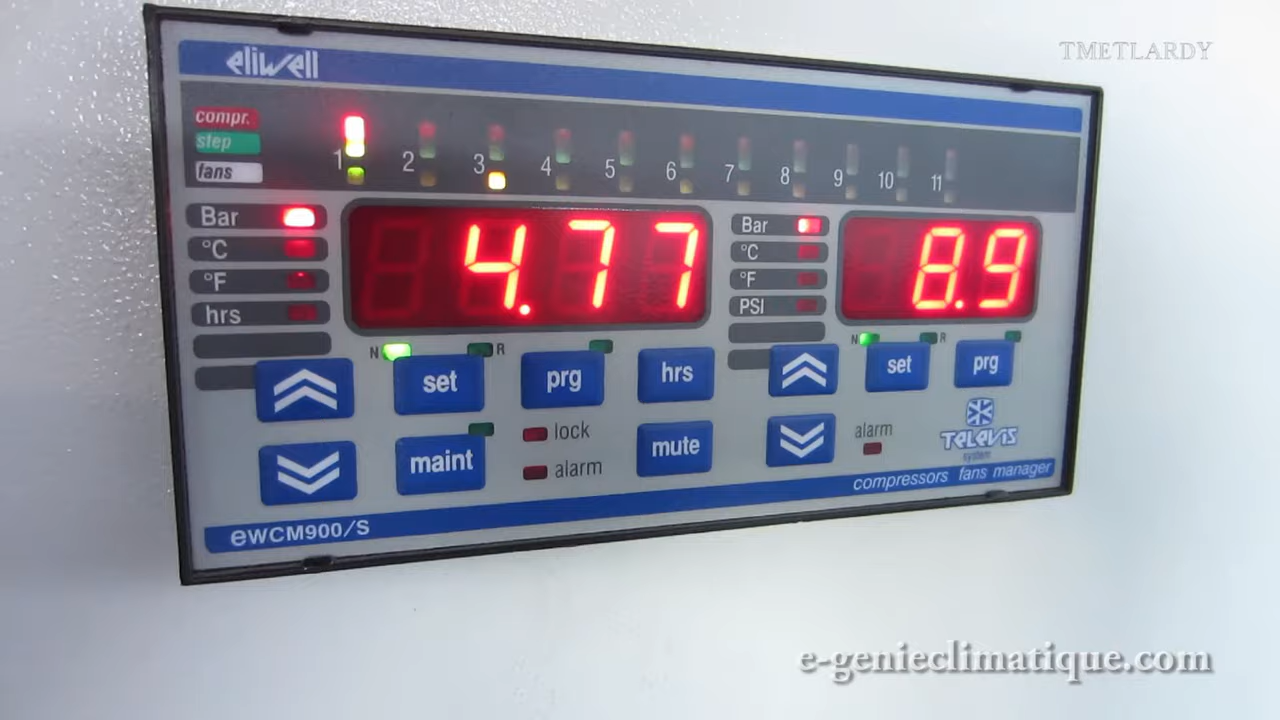 TMETLARDY
eliwell
compr.
step
fans
1 2 3 4 5 6 7 8 9 10 11
Bar
°C
°F
hrs
4.77
Bar
°C
°F
PSI
8.9
N R
set prg hrs
maint
lock
alarm
mute
N R
set prg
alarm
TELEVIS
system
compressors fans manager
eWCM900/S
e-genieclimatique.com